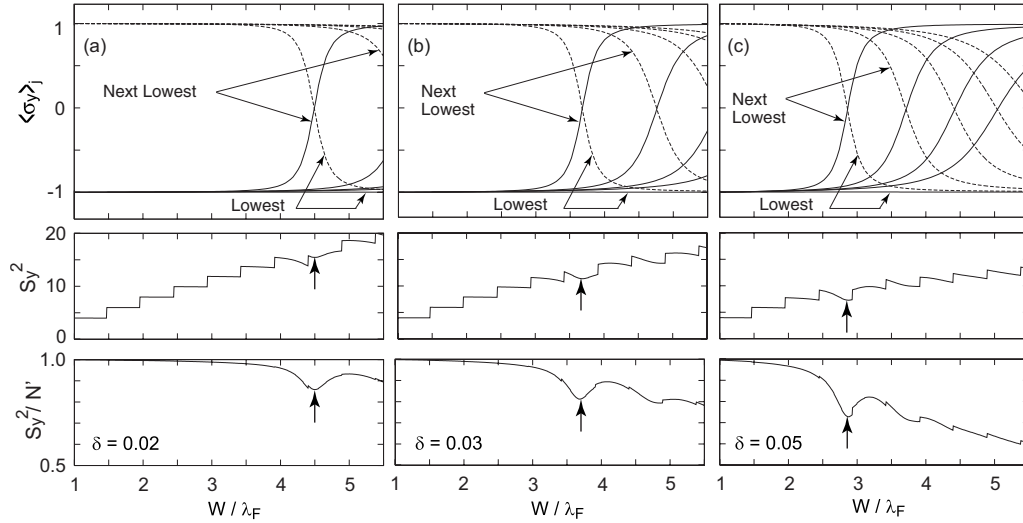 (a)
(b)
(c)
1
0
-1
<σy>j
Next Lowest
Lowest
Next
Lowest
Lowest
Next
Lowest
Lowest
20
10
0
Sy²
1.0
0.5
Sy²/ N'
δ = 0.02
δ = 0.03
δ = 0.05
1 2 3 4 5
1 2 3 4 5
1 2 3 4 5
W / λF
W / λF
W / λF